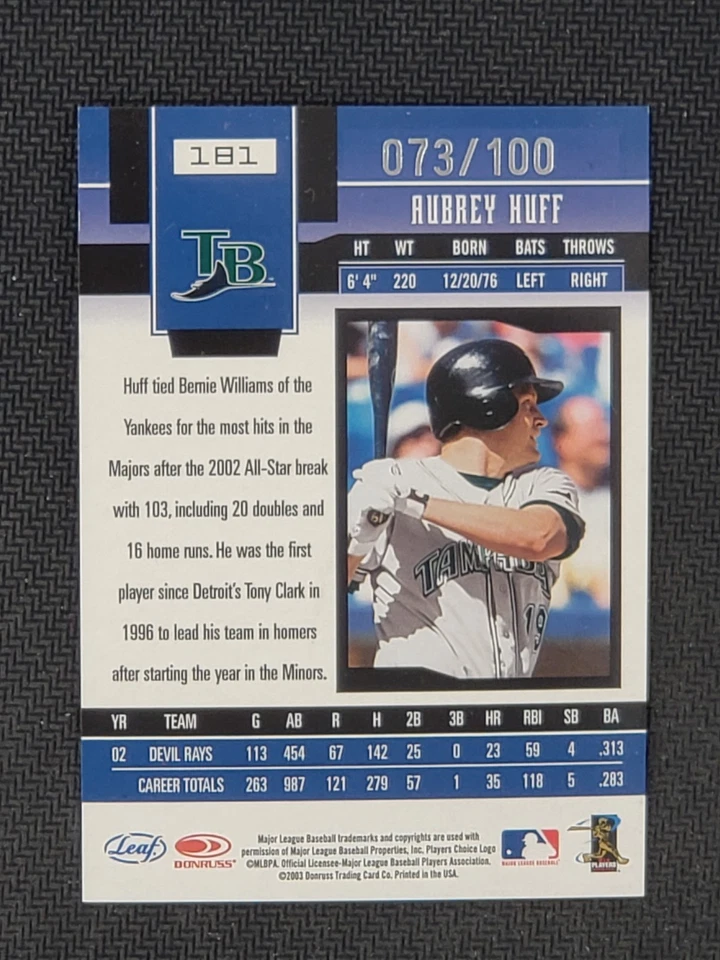 181
073/100
AUBREY HUFF
TB
HT WT BORN BATS THROWS
6' 4" 220 12/20/76 LEFT RIGHT
Huff tied Bernie Williams of the
Yankees for the most hits in the
Majors after the 2002 All-Star break
with 103, including 20 doubles and
16 home runs. He was the first
player since Detroit's Tony Clark in
1996 to lead his team in homers
after starting the year in the Minors.
TAMPA
19
YR TEAM G AB R H 2B 3B HR RBI SB BA
02 DEVIL RAYS 113 454 67 142 25 0 23 59 4 .313
CAREER TOTALS 263 987 121 279 57 1 35 118 5 .283
Leaf
DONRUSS
Major League Baseball trademarks and copyrights are used with
permission of Major League Baseball Properties, Inc. Players Choice Logo
©MLBPA. Official Licensee-Major League Baseball Players Association.
©2003 Donruss Trading Card Co. Printed in the USA.
MAJOR LEAGUE BASEBALL
PLAYERS